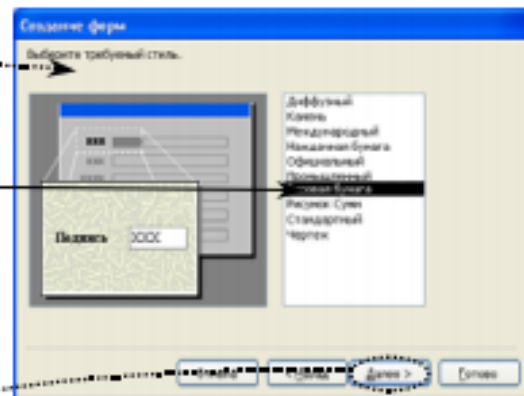 Создание форм
Выберите требуемый стиль.
Диффузный
Камень
Международный
Наждачная бумага
Официальный
Промышленный
бумага
Рисунок Суми
Стандартный
Чертеж
Подпись XXXX
Отмена < Назад Далее > Готово